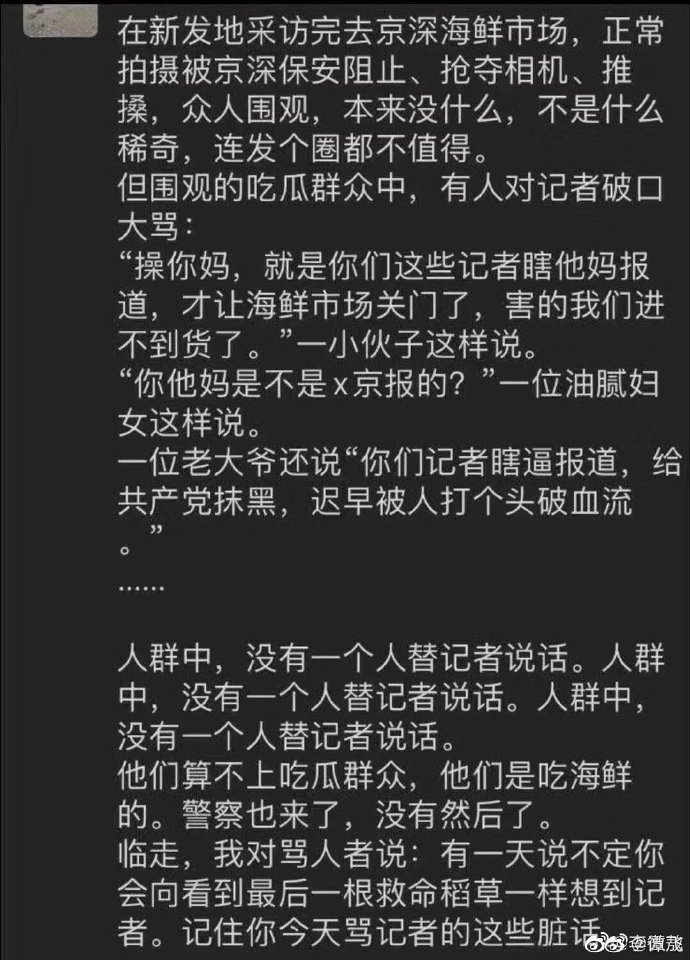 在新发地采访完去京深海鲜市场，正常
拍摄被京深保安阻止、抢夺相机、推
搡，众人围观，本来没什么，不是什么
稀奇，连发个圈都不值得。
但围观的吃瓜群众中，有人对记者破口
大骂：
“操你妈，就是你们这些记者瞎他妈报
道，才让海鲜市场关门了，害的我们进
不到货了。”一小伙子这样说。
“你他妈是不是x京报的？”一位油腻妇
女这样说。
一位老大爷还说“你们记者瞎逼报道，给
共产党抹黑，迟早被人打个头破血流
。”
......
人群中，没有一个人替记者说话。人群
中，没有一个人替记者说话。人群中，
没有一个人替记者说话。
他们算不上吃瓜群众，他们是吃海鲜
的。警察也来了，没有然后了。
临走，我对骂人者说：有一天说不定你
会向看到最后一根救命稻草一样想到记
者。记住你今天骂记者的这些脏话